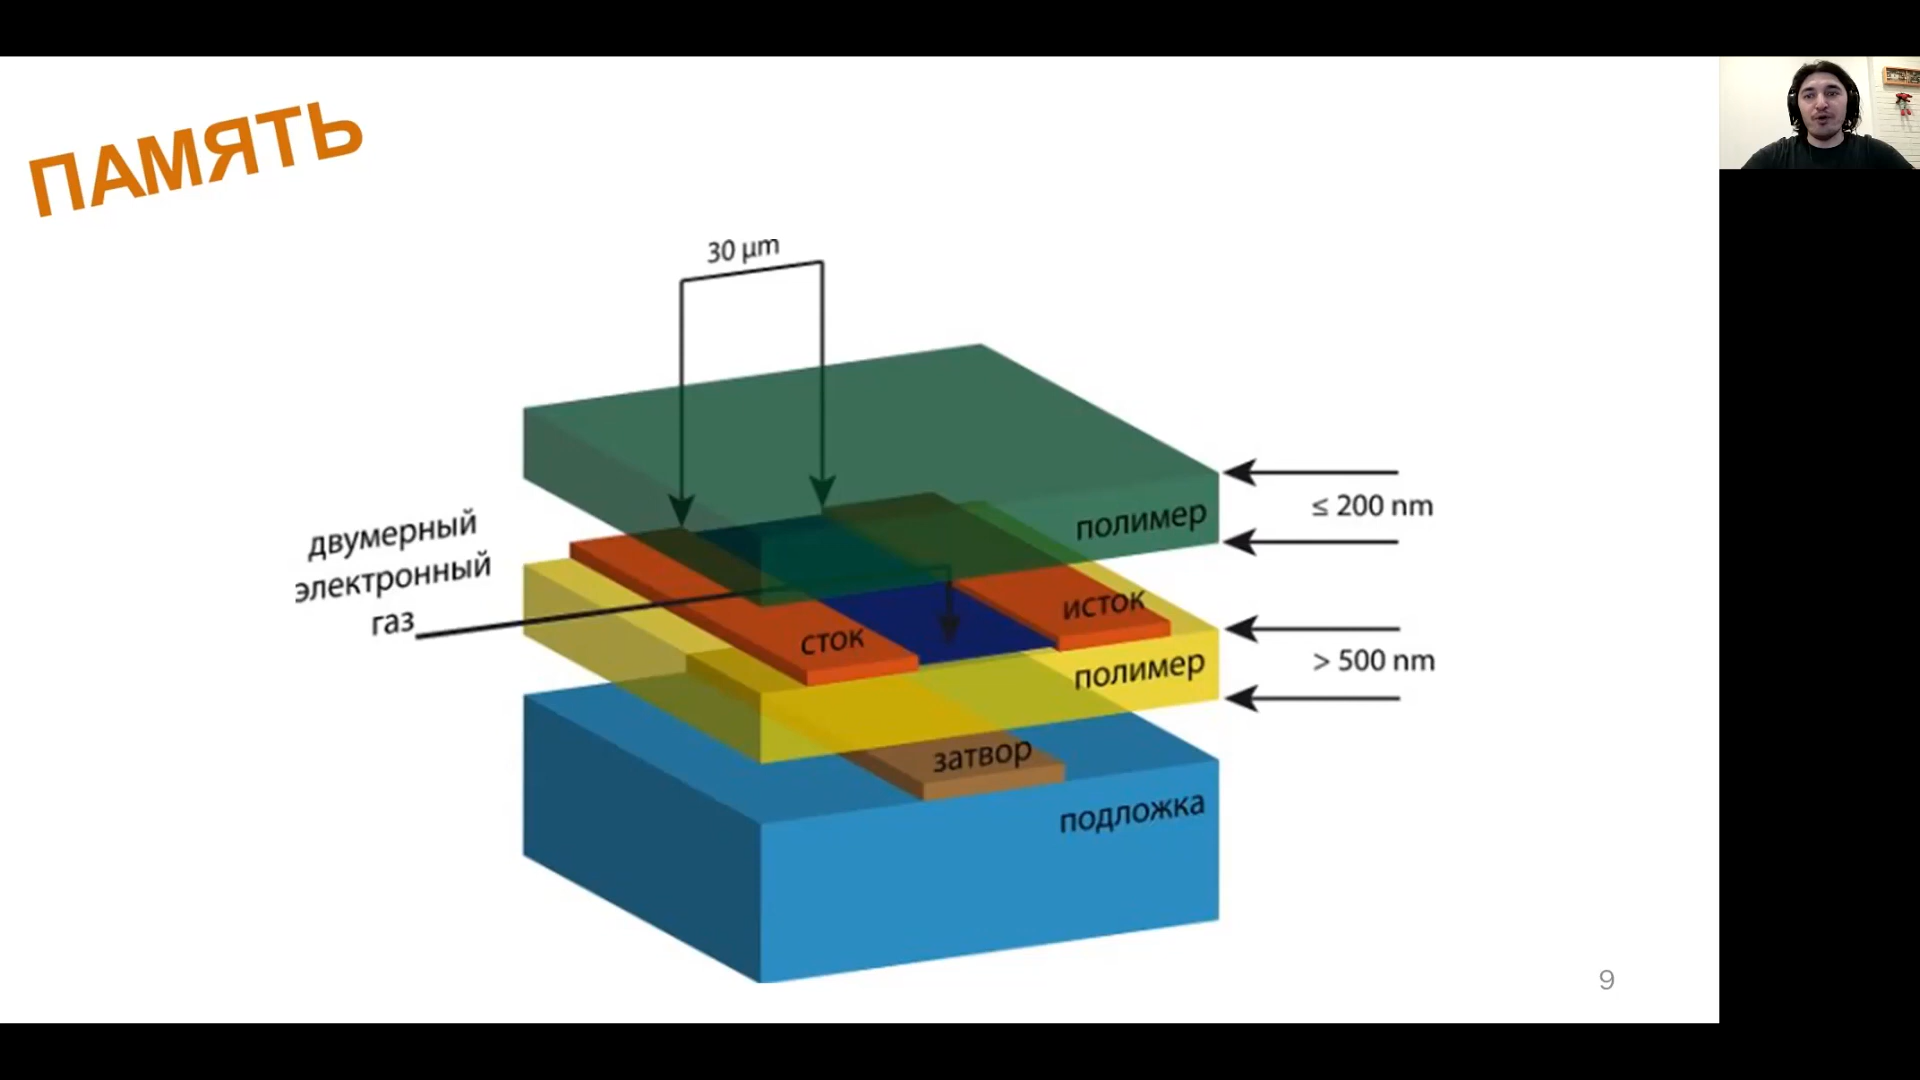 ПАМЯТЬ
30 µm
полимер
≤ 200 nm
двумерный
электронный
газ
исток
сток
полимер
> 500 nm
затвор
подложка
9